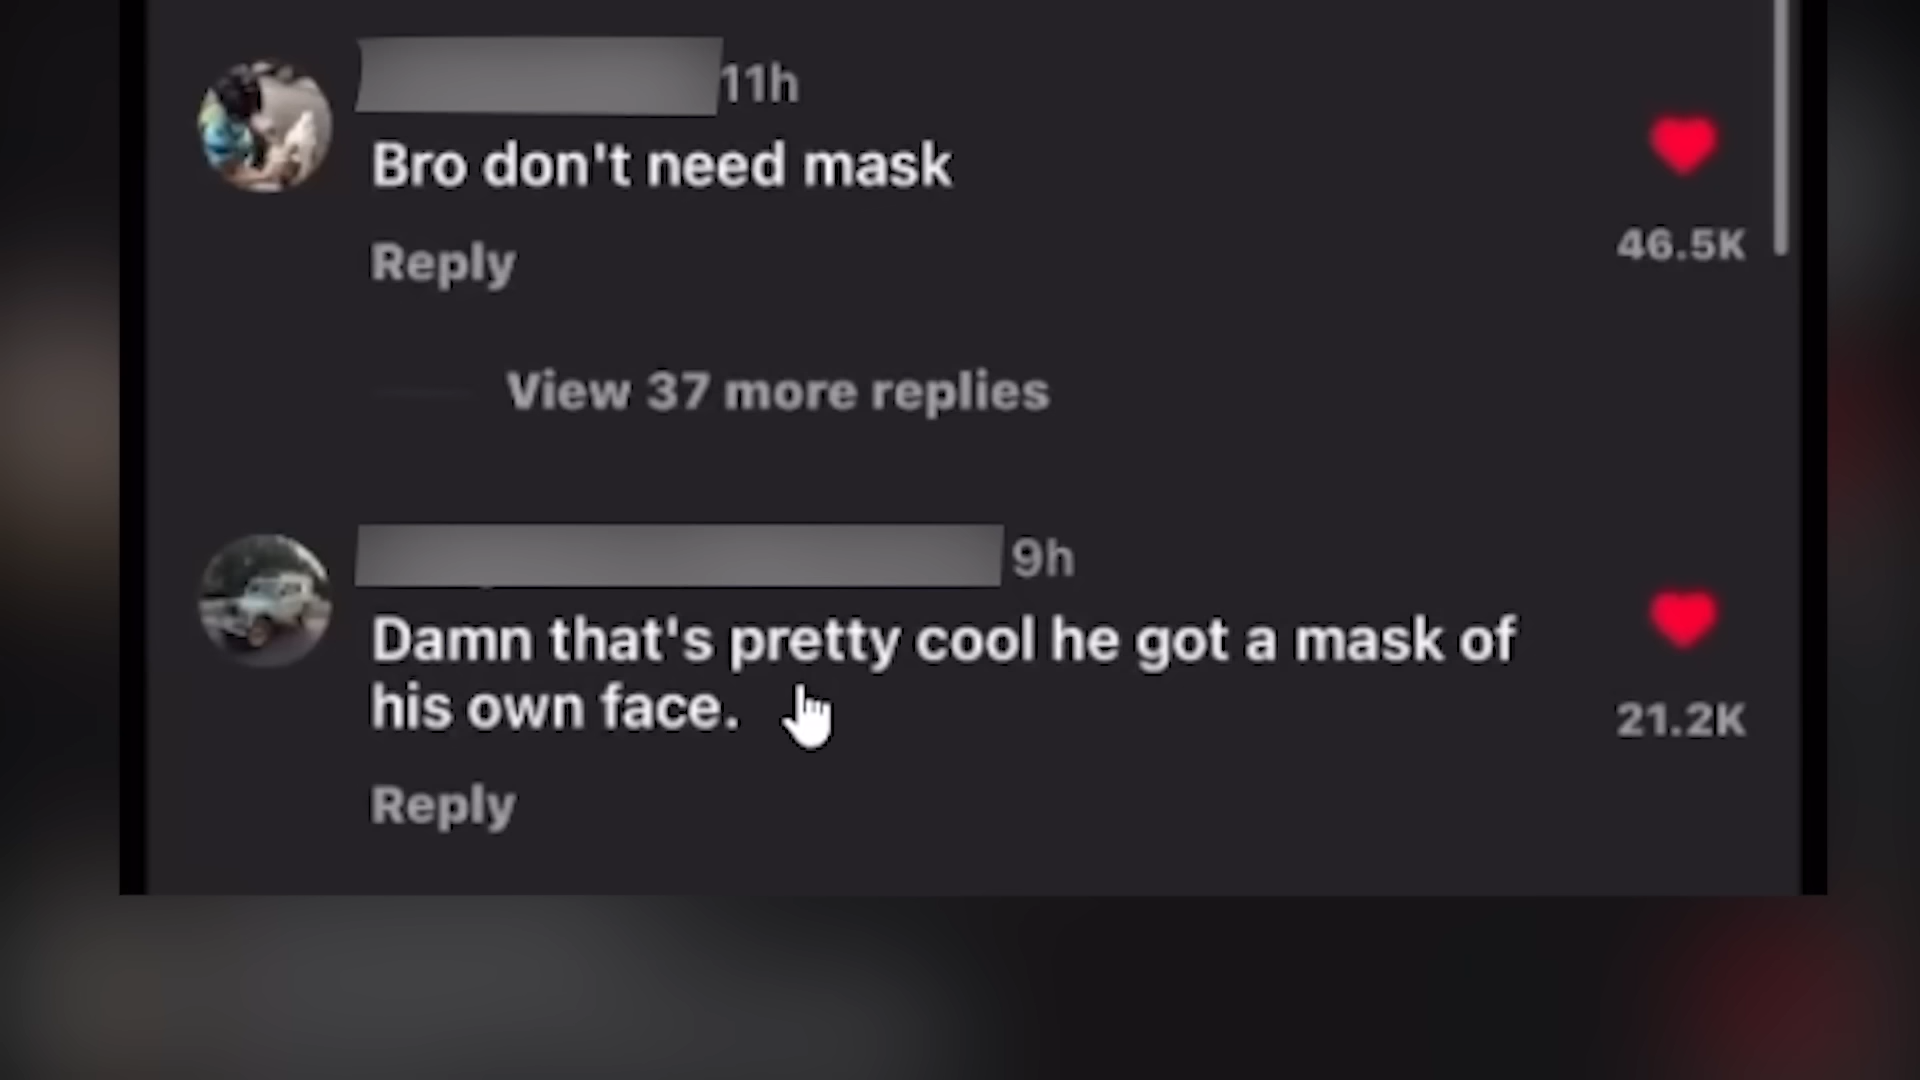 11h
Bro don't need mask
46.5K
Reply
View 37 more replies
9h
Damn that's pretty cool he got a mask of
his own face.
21.2K
Reply